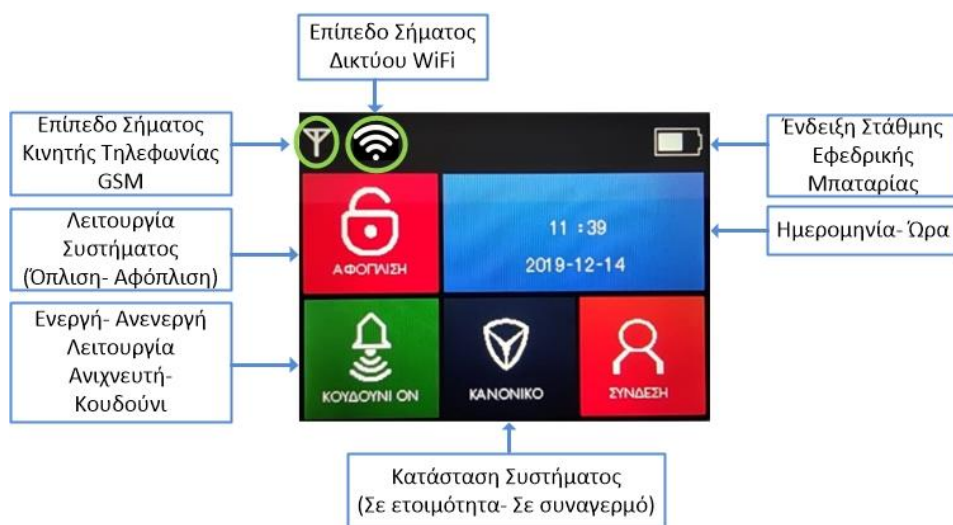 Επίπεδο Σήματος
Δικτύου WiFi
Επίπεδο Σήματος
Κινητής Τηλεφωνίας
GSM
Ένδειξη Στάθμης
Εφεδρικής
Μπαταρίας
Λειτουργία
Συστήματος
(Όπλιση- Αφόπλιση)
ΑΦΟΠΛΙΣΗ
11 :39
2019-12-14
Ημερομηνία- Ώρα
Ενεργή- Ανενεργή
Λειτουργία
Ανιχνευτή-
Κουδούνι
ΚΟΥΔΟΥΝΙ ON
ΚΑΝΟΝΙΚΟ
ΣΥΝΔΕΣΗ
Κατάσταση Συστήματος
(Σε ετοιμότητα- Σε συναγερμό)